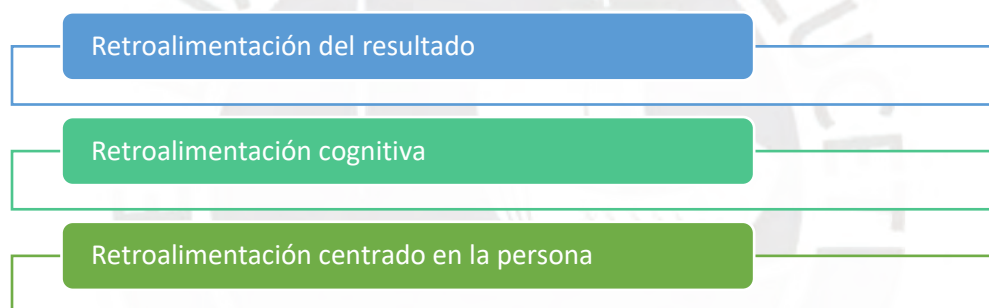 Retroalimentación del resultado
Retroalimentación cognitiva
Retroalimentación centrado en la persona